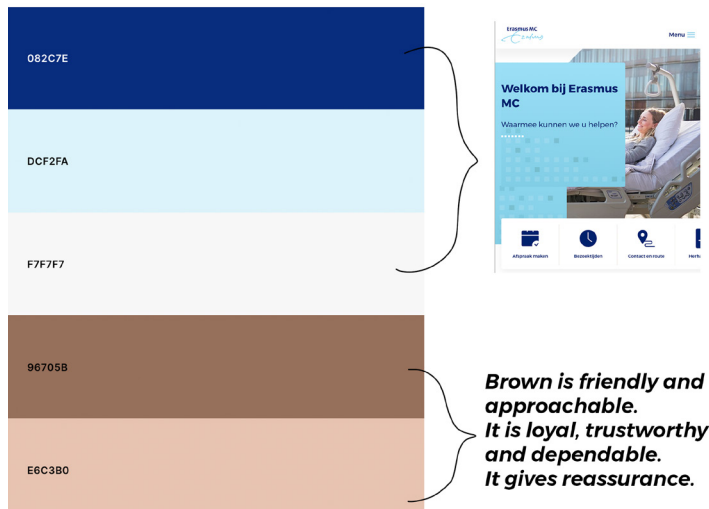 082C7E
DCF2FA
F7F7F7
96705B
E6C3B0
Erasmus MC
Menu
Welkom bij Erasmus
MC
Waarmee kunnen we u helpen?
Afspraak maken
Bezoektijden
Contact en route
Brown is friendly and
approachable.
It is loyal, trustworthy
and dependable.
It gives reassurance.